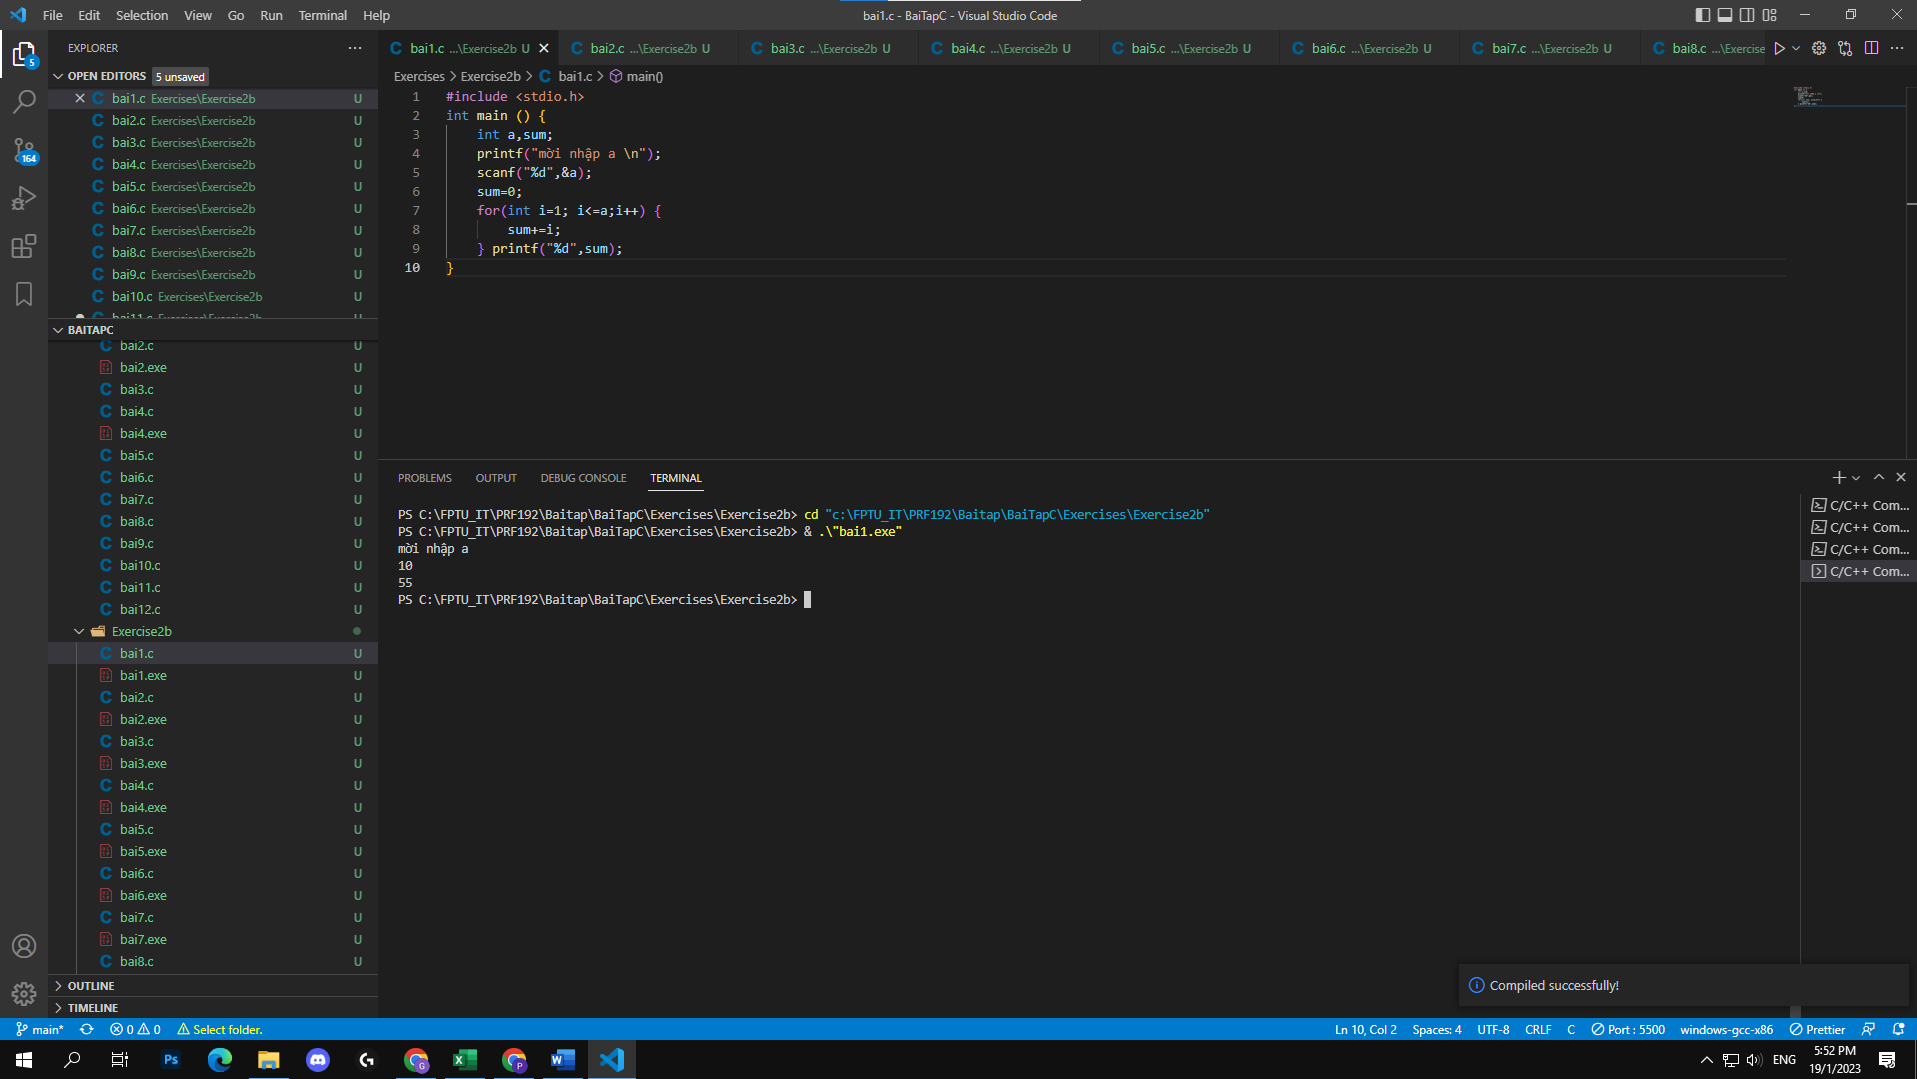 File Edit Selection View Go Run Terminal Help
bai1.c - BaiTapC - Visual Studio Code
EXPLORER
OPEN EDITORS 5 unsaved
bai1.c Exercises\Exercise2b U
bai2.c Exercises\Exercise2b U
bai3.c Exercises\Exercise2b U
bai4.c Exercises\Exercise2b U
bai5.c Exercises\Exercise2b U
bai6.c Exercises\Exercise2b U
bai7.c Exercises\Exercise2b U
bai8.c Exercises\Exercise2b U
bai9.c Exercises\Exercise2b U
bai10.c Exercises\Exercise2b U
bai11.c Exercises\Exercise2b U
BAITAPC
bai2.c U
bai2.exe U
bai3.c U
bai4.c U
bai4.exe U
bai5.c U
bai6.c U
bai7.c U
bai8.c U
bai9.c U
bai10.c U
bai11.c U
bai12.c U
Exercise2b
bai1.c U
bai1.exe U
bai2.c U
bai2.exe U
bai3.c U
bai3.exe U
bai4.c U
bai4.exe U
bai5.c U
bai5.exe U
bai6.c U
bai6.exe U
bai7.c U
bai7.exe U
bai8.c U
OUTLINE
TIMELINE
5
164
bai1.c ...\Exercise2b U
bai2.c ...\Exercise2b U
bai3.c ...\Exercise2b U
bai4.c ...\Exercise2b U
bai5.c ...\Exercise2b U
bai6.c ...\Exercise2b U
bai7.c ...\Exercise2b U
bai8.c ...\Exercise
Exercises > Exercise2b > bai1.c > main()
1 #include <stdio.h>
2 int main () {
3 int a,sum;
4 printf("mời nhập a \n");
5 scanf("%d",&a);
6 sum=0;
7 for(int i=1; i<=a;i++) {
8 sum+=i;
9 } printf("%d",sum);
10 }
PROBLEMS OUTPUT DEBUG CONSOLE TERMINAL
PS C:\FPTU_IT\PRF192\Baitap\BaiTapC\Exercises\Exercise2b> cd "c:\FPTU_IT\PRF192\Baitap\BaiTapC\Exercises\Exercise2b"
PS C:\FPTU_IT\PRF192\Baitap\BaiTapC\Exercises\Exercise2b> & .\"bai1.exe"
mời nhập a
10
55
PS C:\FPTU_IT\PRF192\Baitap\BaiTapC\Exercises\Exercise2b>
C/C++ Com...
C/C++ Com...
C/C++ Com...
C/C++ Com...
Compiled successfully!
main* 0 0 Select folder. Ln 10, Col 2 Spaces: 4 UTF-8 CRLF C Port : 5500 windows-gcc-x86 Prettier
Ps G P W ENG
5:52 PM
19/1/2023